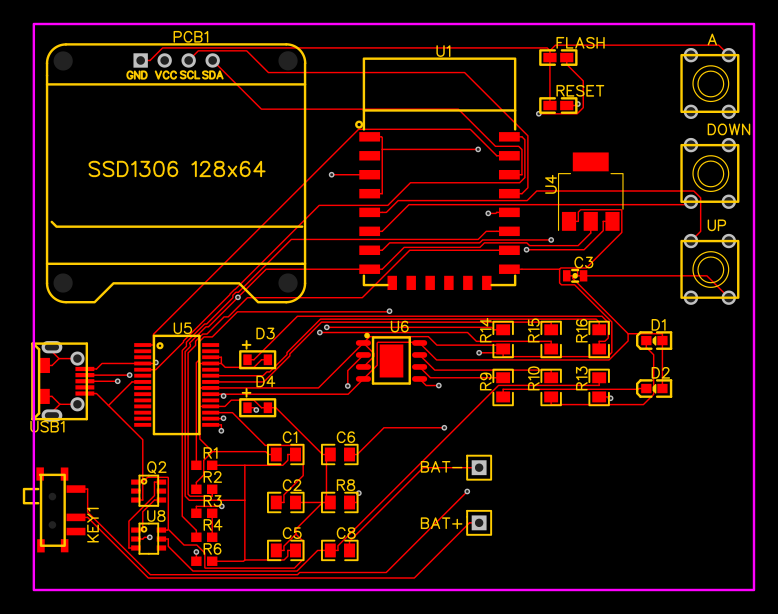 PCB1
GND VCC SCL SDA
SSD1306 128x64
U1
FLASH
RESET
A
DOWN
UP
U4
C3
U5
D3
+
D4
+
U6
R14
R15
R16
D1
D2
R9
R10
R13
USB1
C1
C6
R1
Q2
R2
BAT-
C2
R8
R3
KEY1
U8
R4
BAT+
C5
C8
R6